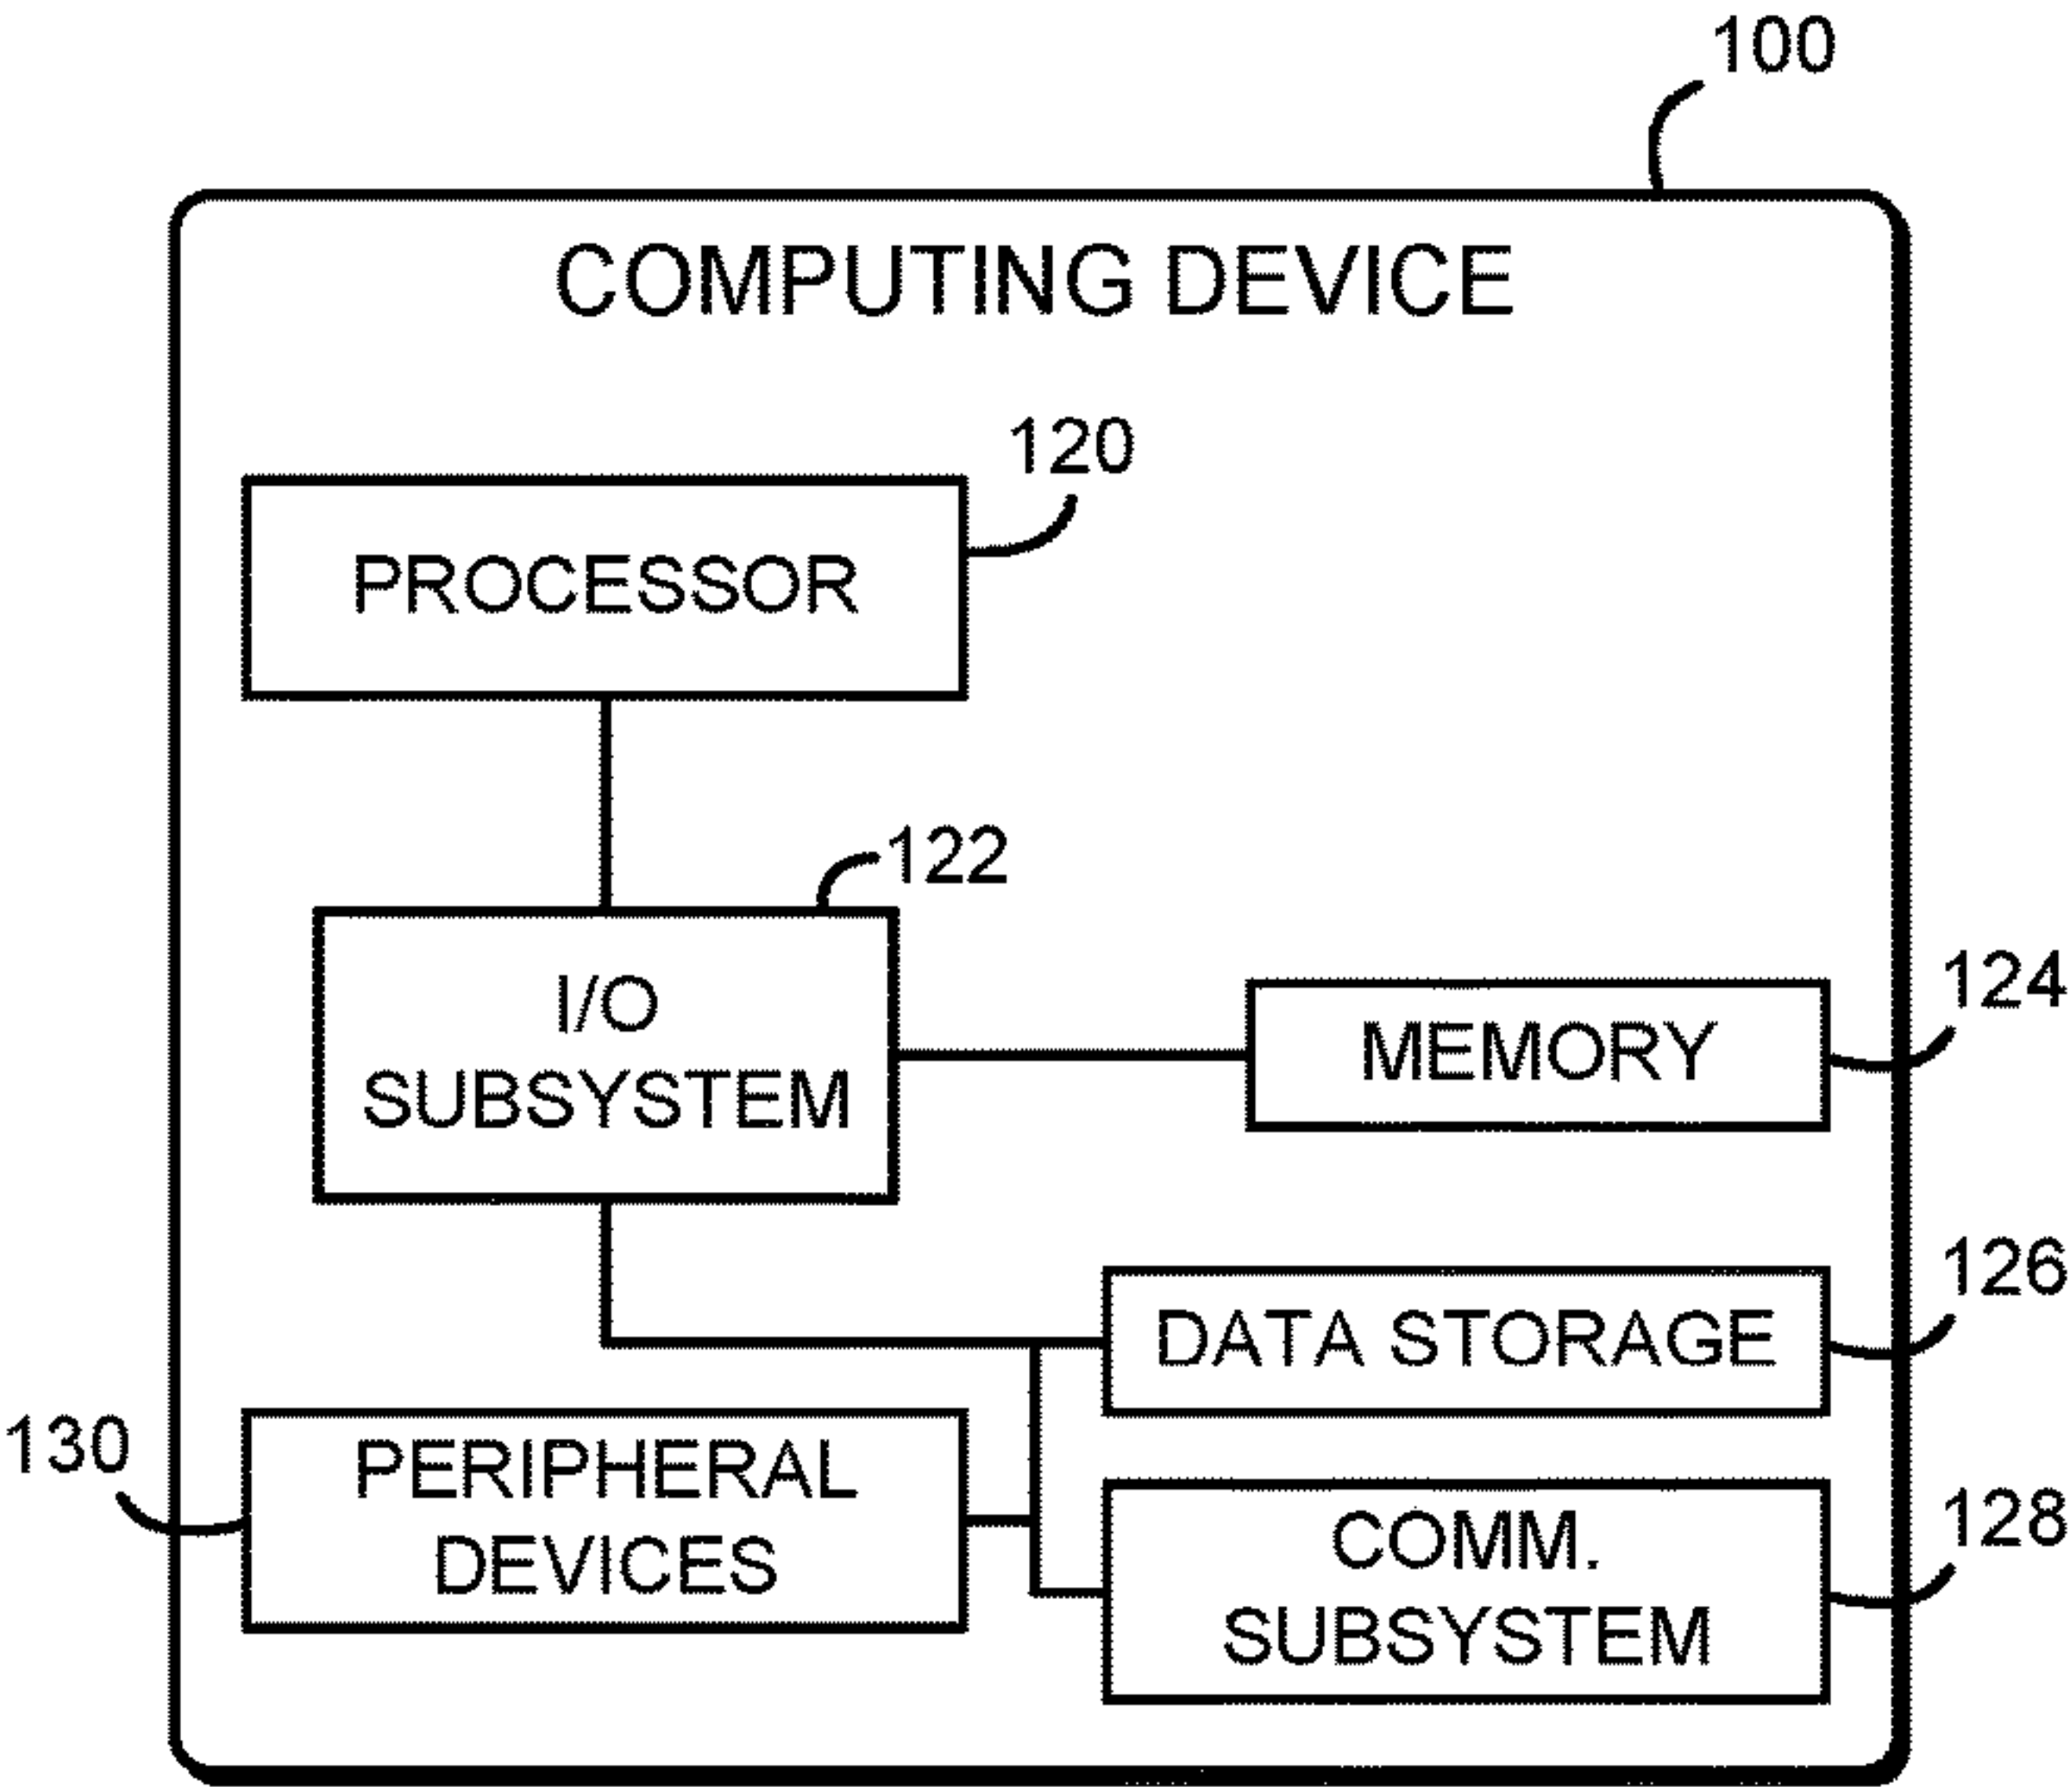 100
COMPUTING DEVICE
120
PROCESSOR
122
I/O
SUBSYSTEM
124
MEMORY
126
DATA STORAGE
130
PERIPHERAL
DEVICES
128
COMM.
SUBSYSTEM